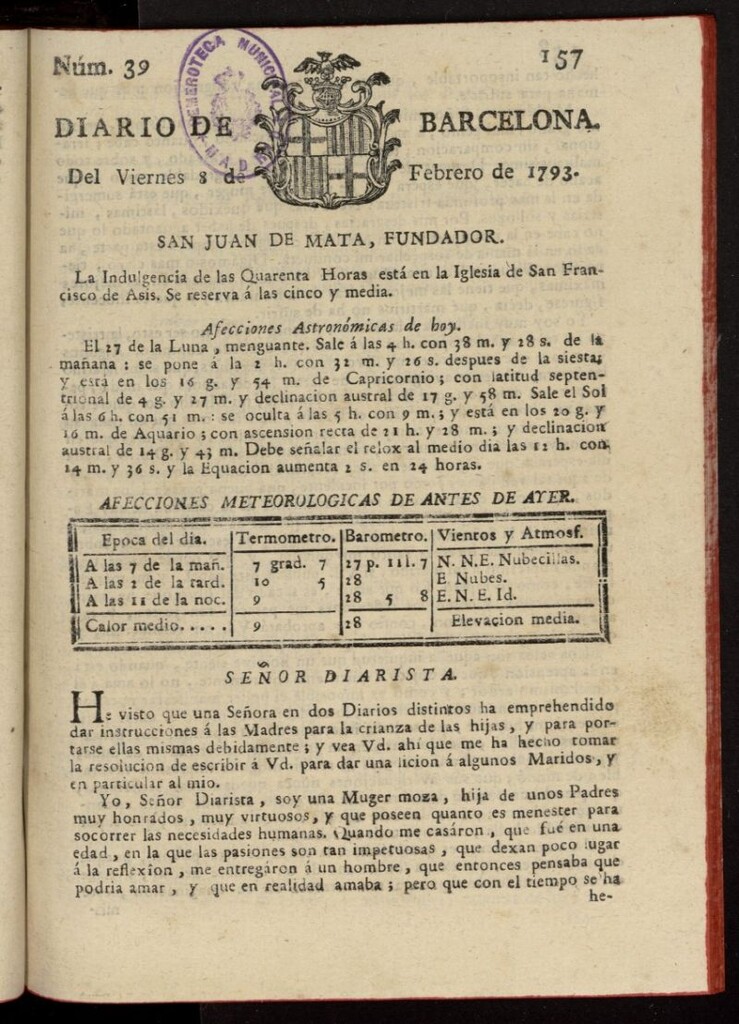 Núm. 39
157
HEMEROTECA MUNICIPAL
MADRID
DIARIO DE BARCELONA.
Del Viernes 8 de Febrero de 1793.
SAN JUAN DE MATA, FUNDADOR.
La Indulgencia de las Quarenta Horas está en la Iglesia de San Fran-
cisco de Asis. Se reserva á las cinco y media.
Afecciones Astronómicas de hoy.
El 27 de la Luna, menguante. Sale á las 4 h. con 38 m. y 28 s. de la
mañana: se pone á la 2 h. con 32 m. y 26 s. despues de la siesta;
y está en los 16 g. y 54 m. de Capricornio; con latitud septen-
trional de 4 g. y 27 m. y declinacion austral de 17 g. y 58 m. Sale el Sol
á las 6 h. con 51 m.: se oculta á las 5 h. con 9 m.; y está en los 20 g. y
16 m. de Aquario; con ascension recta de 21 h. y 28 m.; y declinacion
austral de 14 g. y 43 m. Debe señalar el relox al medio dia las 12 h. con
14 m. y 36 s. y la Equacion aumenta 2 s. en 24 horas.
AFECCIONES METEOROLOGICAS DE ANTES DE AYER.
Epoca del dia. Termometro. Barometro. Vientos y Atmosf.
A las 7 de la mañ. 7 grad. 7 27 p. 11 l. 7 N. N.E. Nubecillas.
A las 2 de la tard. 10 5 28 E Nubes.
A las 11 de la noc. 9 28 5 8 E. N. E. Id.
Calor medio..... 9 28 Elevacion media.
SEÑOR DIARISTA.
He visto que una Señora en dos Diarios distintos ha emprehendido
dar instrucciones á las Madres para la crianza de las hijas, y para por-
tarse ellas mismas debidamente; y vea Vd. ahi que me ha hecho tomar
la resolucion de escribir á Vd. para dar una licion á algunos Maridos, y
en particular al mio.
Yo, Señor Diarista, soy una Muger moza, hija de unos Padres
muy honrados, muy virtuosos, y que poseen quanto es menester para
socorrer las necesidades humanas. Quando me casáron, que fué en una
edad, en la que las pasiones son tan impetuosas, que dexan poco lugar
á la reflexîon, me entregáron á un hombre, que entonces pensaba que
podria amar, y que en realidad amaba; pero que con el tiempo se ha
he-